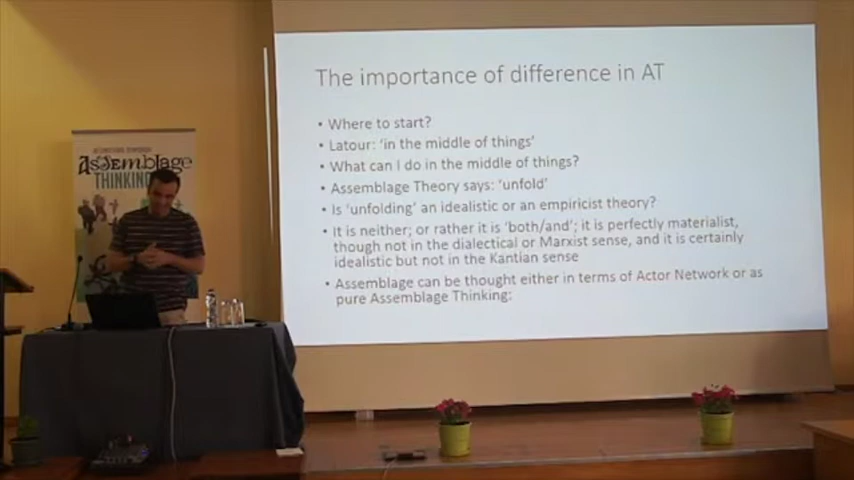 The importance of difference in AT
• Where to start?
• Latour: 'in the middle of things'
• What can I do in the middle of things?
• Assemblage Theory says: 'unfold'
• Is 'unfolding' an idealistic or an empiricist theory?
• It is neither; or rather it is 'both/and'; it is perfectly materialist,
though not in the dialectical or Marxist sense, and it is certainly
idealistic but not in the Kantian sense
• Assemblage can be thought either in terms of Actor Network or as
pure Assemblage Thinking:
INTERNATIONAL SYMPOSIUM
ASSEMBLAGE
THINKING